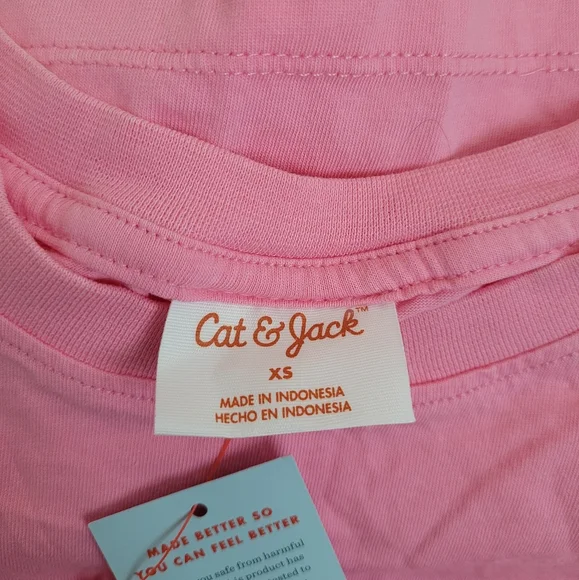 Cat & Jack™
XS
MADE IN INDONESIA
HECHO EN INDONESIA
MADE BETTER SO
YOU CAN FEEL BETTER
you safe from harmful
product has
to